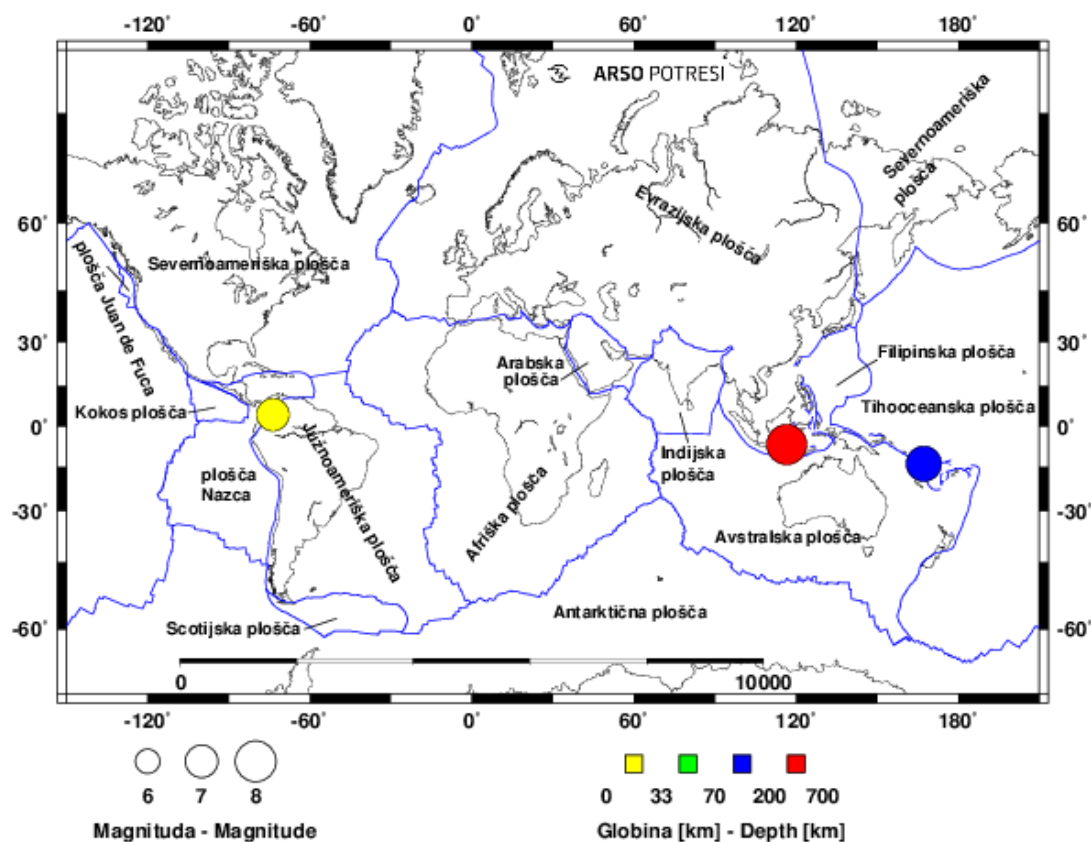 -120° -60° 0° 60° 120° 180°
ARSO POTRESI
Severnoameriška
plošča
Evrazijska plošča
60° 60°
Severnoameriška plošča
plošča Juan de Fuca
30° 30°
Filipinska plošča
Arabska
plošča
Kokos plošča
Tihooceanska plošča
0° 0°
Južnoameriška plošča
Indijska
plošča
plošča
Nazca
Afriška plošča
-30° -30°
Avstralska plošča
Antarktična plošča
Scotijska plošča
-60° -60°
0 10000
-120° -60° 0° 60° 120° 180°
6 7 8
0 33 70 200 700
Magnituda - Magnitude
Globina [km] - Depth [km]